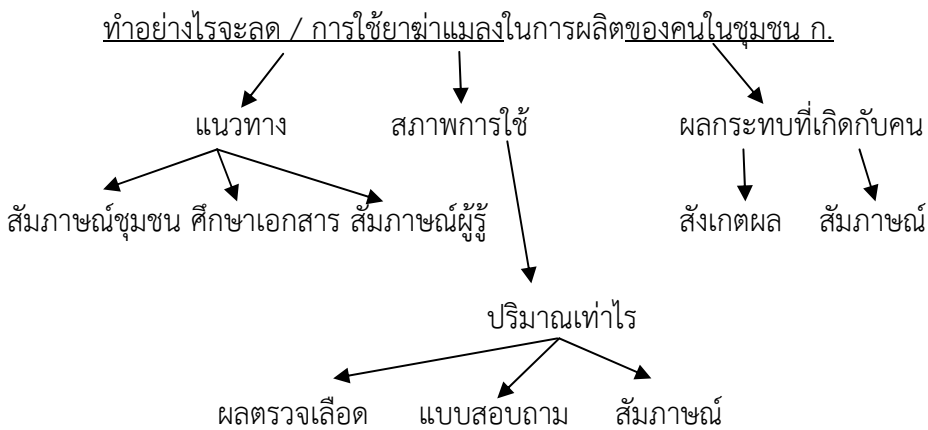 ทำอย่างไรจะลด / การใช้ยาฆ่าแมลงในการผลิตของคนในชุมชน ก.
แนวทาง สภาพการใช้ ผลกระทบที่เกิดกับคน
สัมภาษณ์ชุมชน ศึกษาเอกสาร สัมภาษณ์ผู้รู้ สังเกตผล สัมภาษณ์
ปริมาณเท่าไร
ผลตรวจเลือด แบบสอบถาม สัมภาษณ์